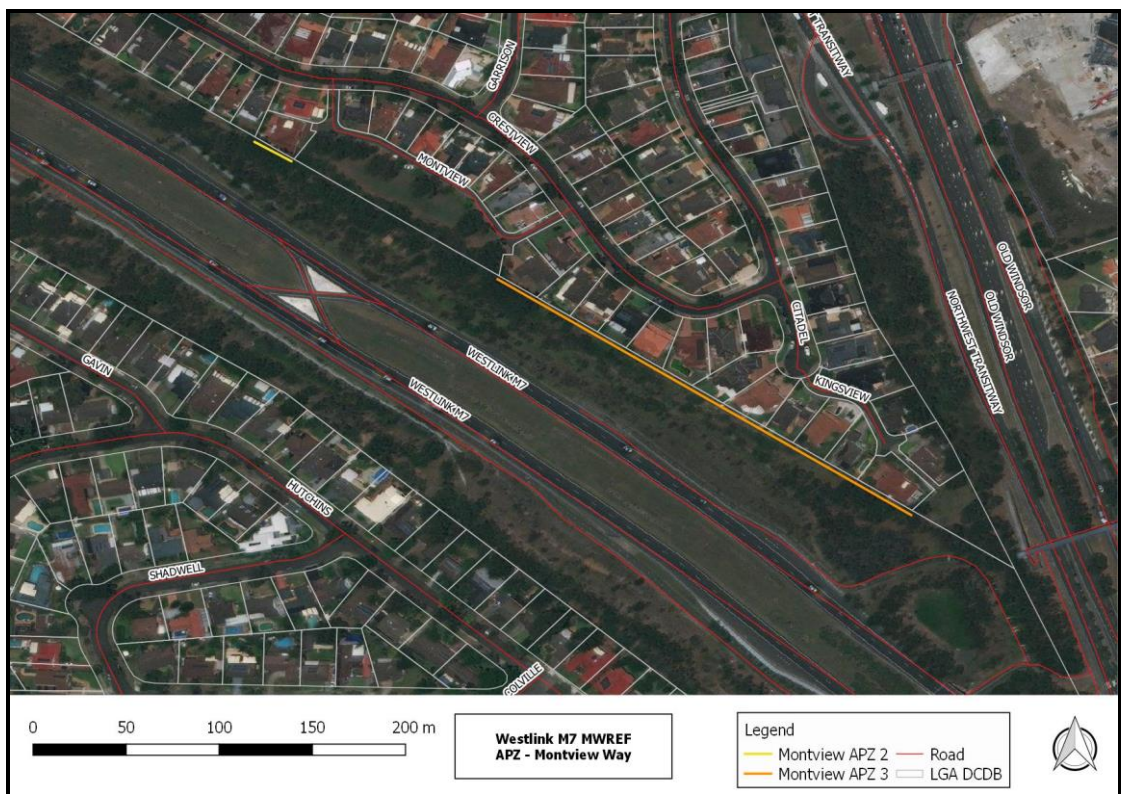 GARRISON
CRESTVIEW
MONTVIEW
T TRANSITWAY
OLD WINDSOR
OLD WINDSOR
NORTHWEST TRANSITWAY
CITADEL
KINGSVIEW
WESTLINK M7
WESTLINK M7
GAVIN
HUTCHINS
SHADWELL
COLVILLE
0 50 100 150 200 m
Westlink M7 MWREF
APZ - Montview Way
Legend
Montview APZ 2
Road
Montview APZ 3
LGA DCDB